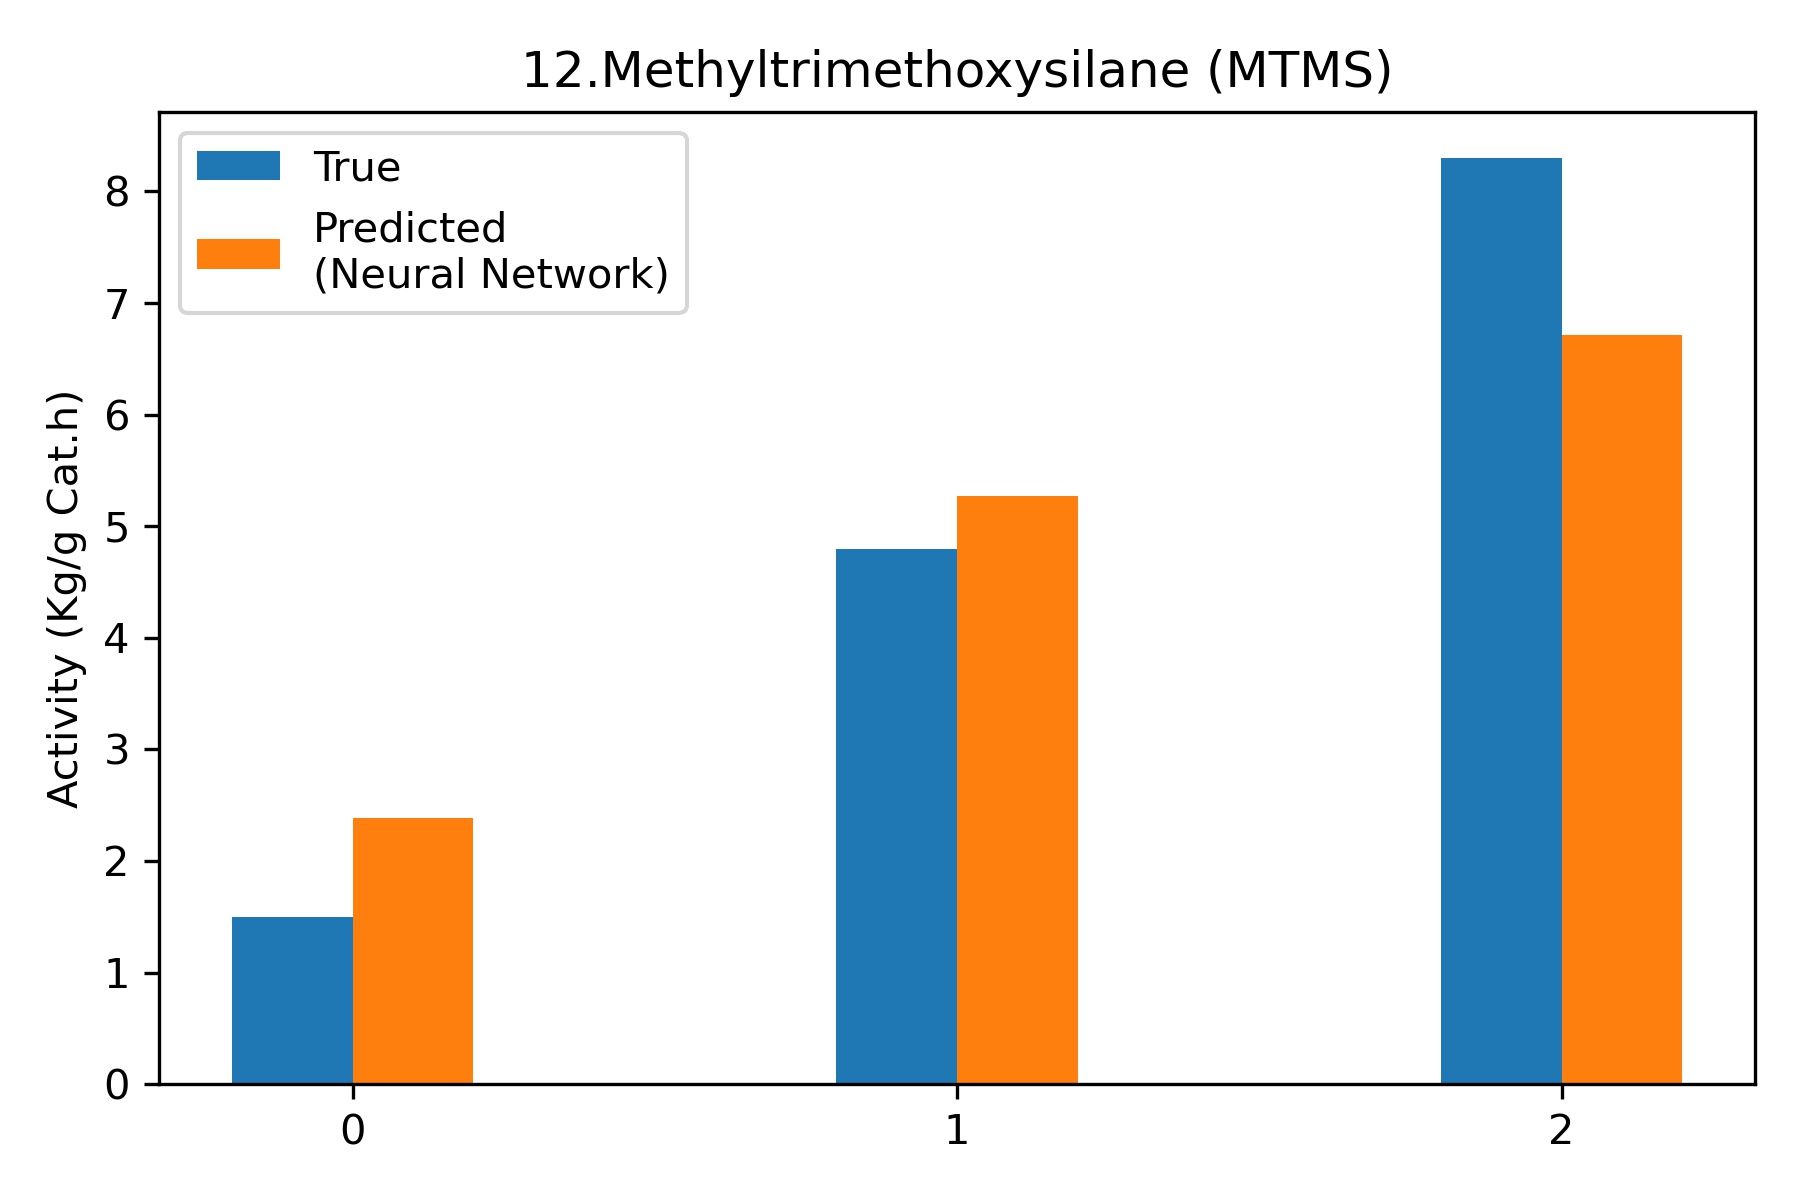 12.Methyltrimethoxysilane (MTMS)
True
Predicted
(Neural Network)
Activity (Kg/g Cat.h)
8
7
6
5
4
3
2
1
0
0
1
2